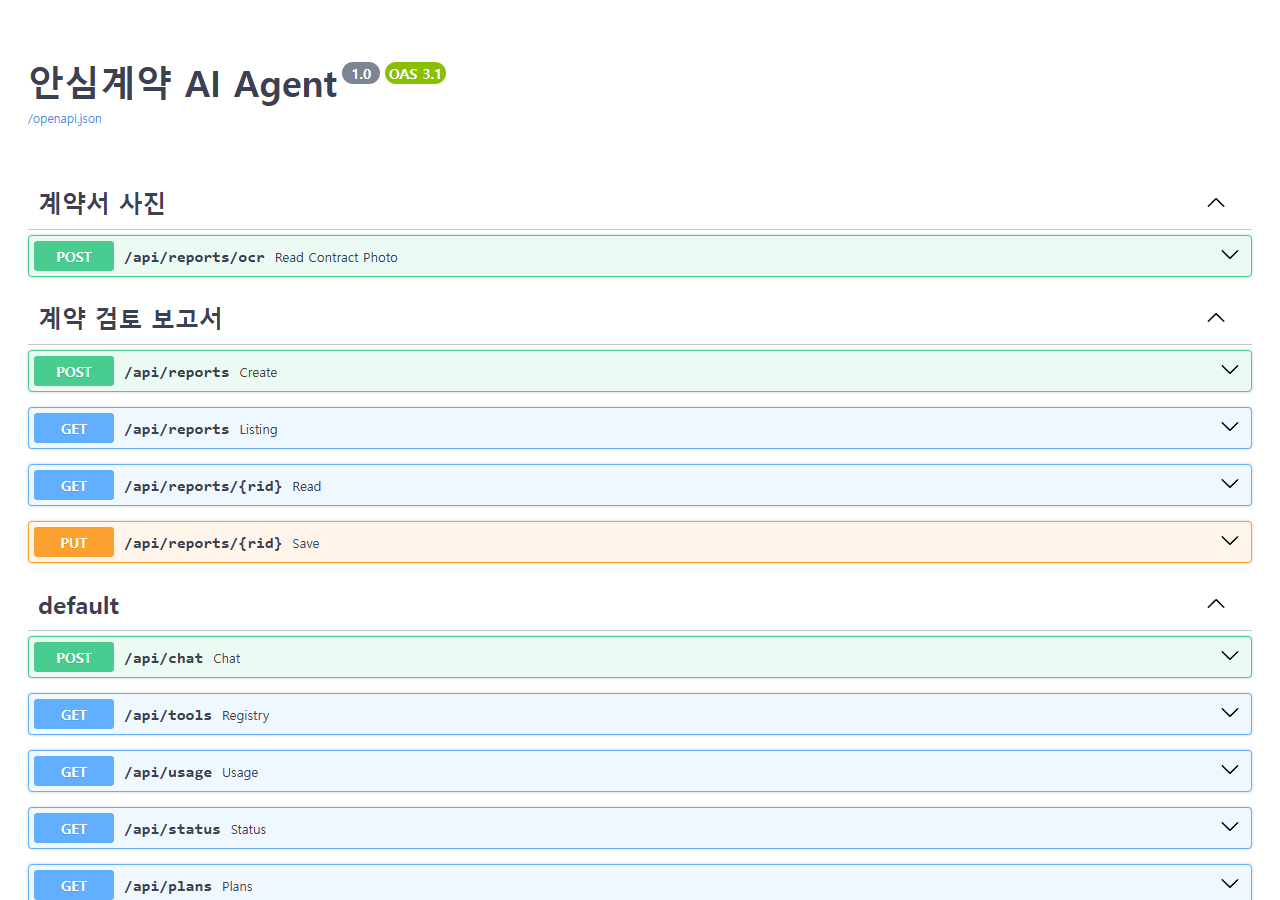 안심계약 AI Agent 1.0 OAS 3.1
/openapi.json
계약서 사진
POST /api/reports/ocr Read Contract Photo
계약 검토 보고서
POST /api/reports Create
GET /api/reports Listing
GET /api/reports/{rid} Read
PUT /api/reports/{rid} Save
default
POST /api/chat Chat
GET /api/tools Registry
GET /api/usage Usage
GET /api/status Status
GET /api/plans Plans